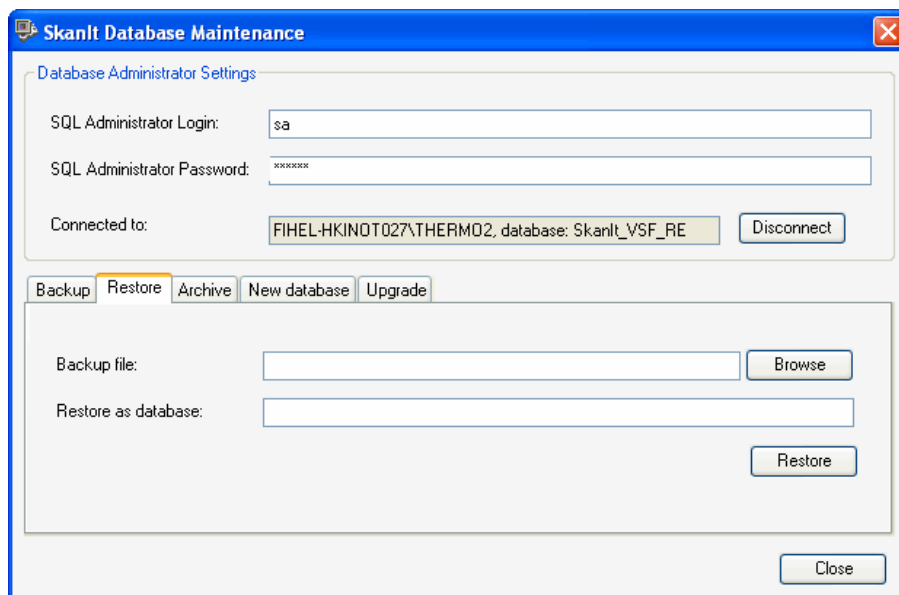 SkanIt Database Maintenance
Database Administrator Settings
SQL Administrator Login: sa
SQL Administrator Password: ******
Connected to: FIHEL-HKINOT027\THERMO2, database: SkanIt_VSF_RE Disconnect
Backup Restore Archive New database Upgrade
Backup file: Browse
Restore as database:
Restore
Close